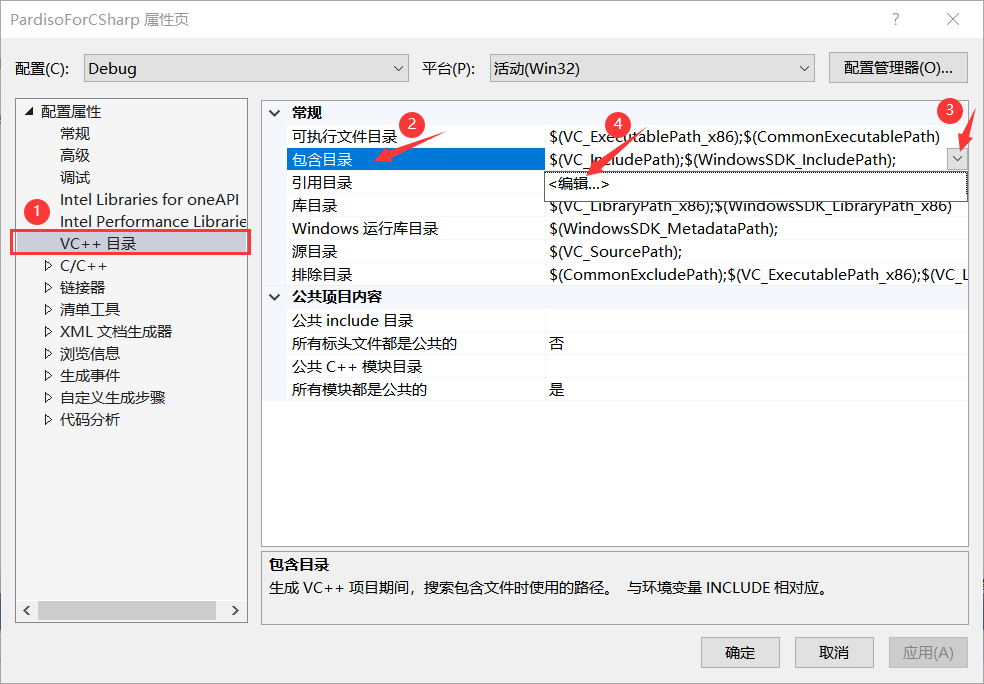 PardisoForCSharp 属性页
配置(C): Debug 平台(P): 活动(Win32) 配置管理器(O)...
配置属性
常规
高级
调试
Intel Libraries for oneAPI
Intel Performance Librarie
1
VC++ 目录
C/C++
链接器
清单工具
XML 文档生成器
浏览信息
生成事件
自定义生成步骤
代码分析
常规
2
4
3
可执行文件目录 $(VC_ExecutablePath_x86);$(CommonExecutablePath)
包含目录 $(VC_IncludePath);$(WindowsSDK_IncludePath);
引用目录 <编辑...>
库目录 $(VC_LibraryPath_x86);$(WindowsSDK_LibraryPath_x86)
Windows 运行库目录 $(WindowsSDK_MetadataPath);
源目录 $(VC_SourcePath);
排除目录 $(CommonExcludePath);$(VC_ExecutablePath_x86);$(VC_L
公共项目内容
公共 include 目录
所有标头文件都是公共的 否
公共 C++ 模块目录
所有模块都是公共的 是
包含目录
生成 VC++ 项目期间，搜索包含文件时使用的路径。 与环境变量 INCLUDE 相对应。
确定 取消 应用(A)